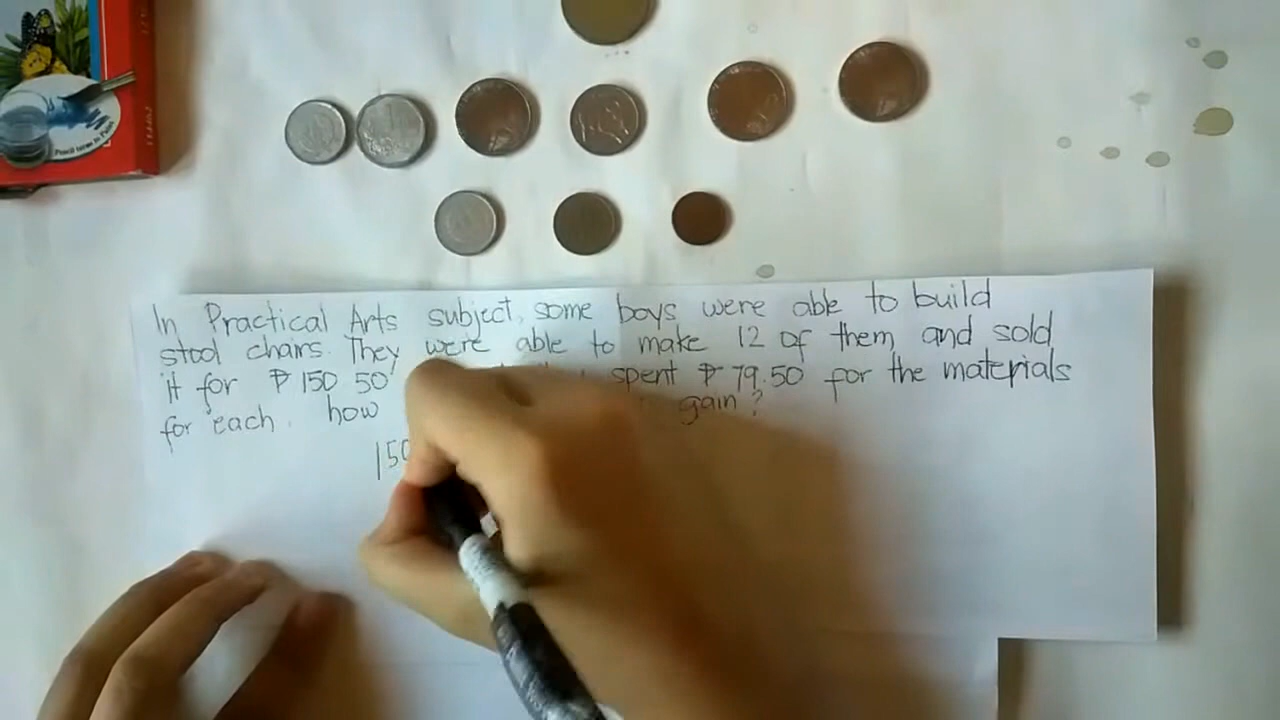 In Practical Arts subject, some boys were able to build
stool chairs. They were able to make 12 of them, and sold
it for ₱ 150 50 spent ₱ 79.50 for the materials
for each. how gain?
150